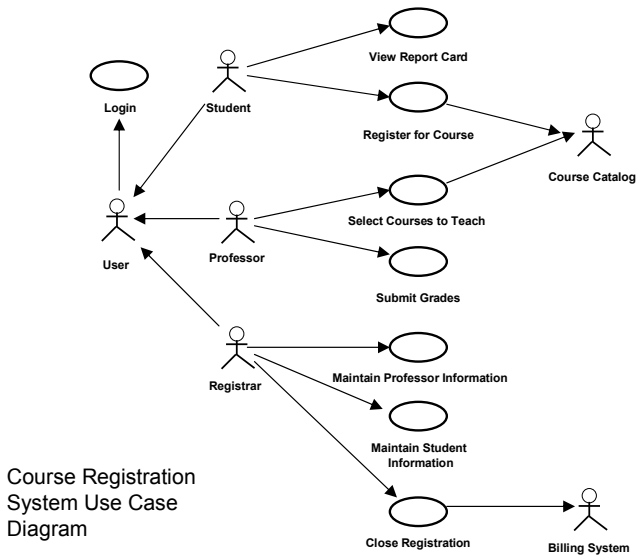 View Report Card
Login
Student
Register for Course
Course Catalog
Select Courses to Teach
User
Professor
Submit Grades
Registrar
Maintain Professor Information
Maintain Student
Information
Course Registration
System Use Case
Diagram
Close Registration
Billing System